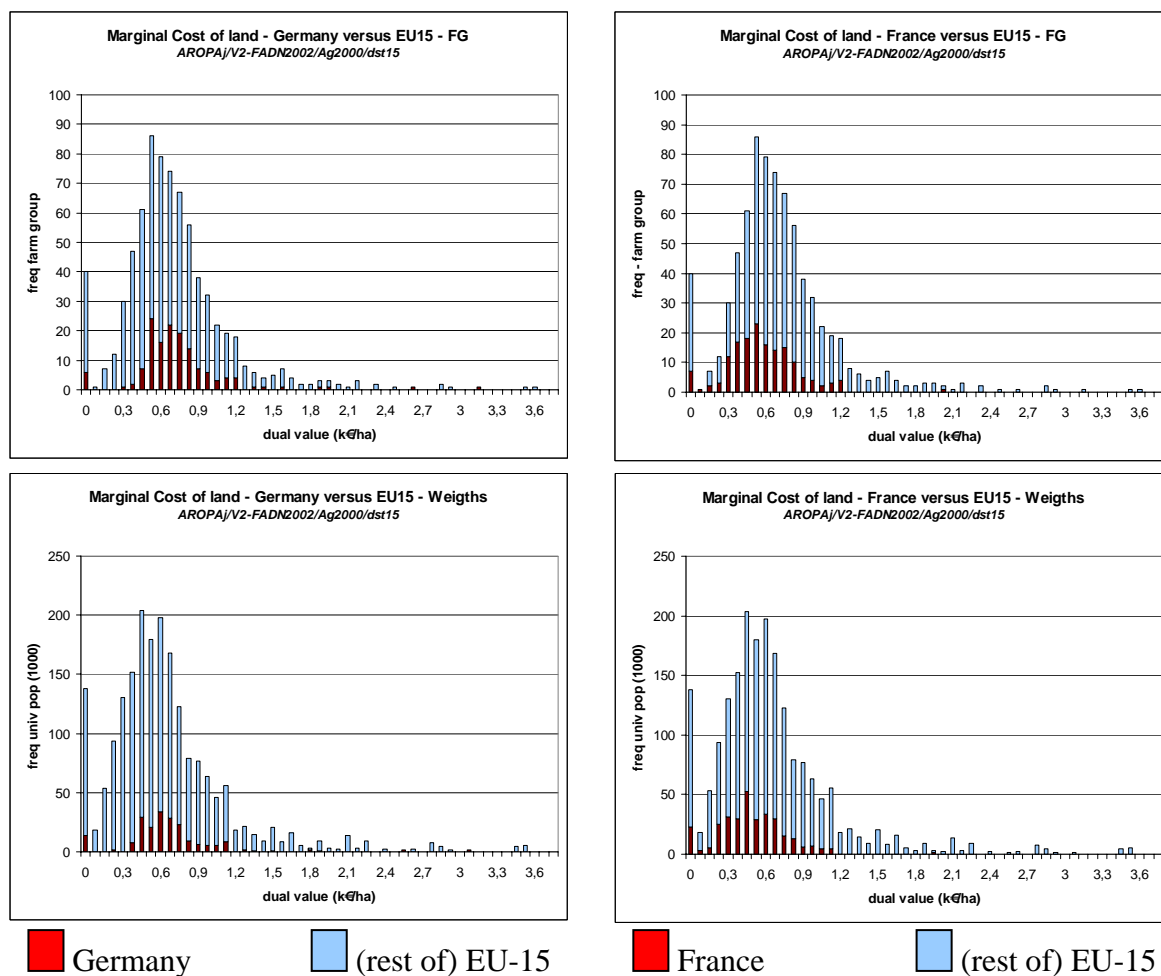 Marginal Cost of land - Germany versus EU15 - FG
AROPAj/V2-FADN2002/Ag2000/dst15
freq farm group
100
90
80
70
60
50
40
30
20
10
0
0 0,3 0,6 0,9 1,2 1,5 1,8 2,1 2,4 2,7 3 3,3 3,6
dual value (k€/ha)
Marginal Cost of land - France versus EU15 - FG
AROPAj/V2-FADN2002/Ag2000/dst15
freq - farm group
100
90
80
70
60
50
40
30
20
10
0
0 0,3 0,6 0,9 1,2 1,5 1,8 2,1 2,4 2,7 3 3,3 3,6
dual value (k€/ha)
Marginal Cost of land - Germany versus EU15 - Weigths
AROPAj/V2-FADN2002/Ag2000/dst15
freq univ pop (1000)
250
200
150
100
50
0
0 0,3 0,6 0,9 1,2 1,5 1,8 2,1 2,4 2,7 3 3,3 3,6
dual value (k€/ha)
Marginal Cost of land - France versus EU15 - Weigths
AROPAj/V2-FADN2002/Ag2000/dst15
freq univ pop (1000)
250
200
150
100
50
0
0 0,3 0,6 0,9 1,2 1,5 1,8 2,1 2,4 2,7 3 3,3 3,6
dual value (k€/ha)
Germany (rest of) EU-15 France (rest of) EU-15